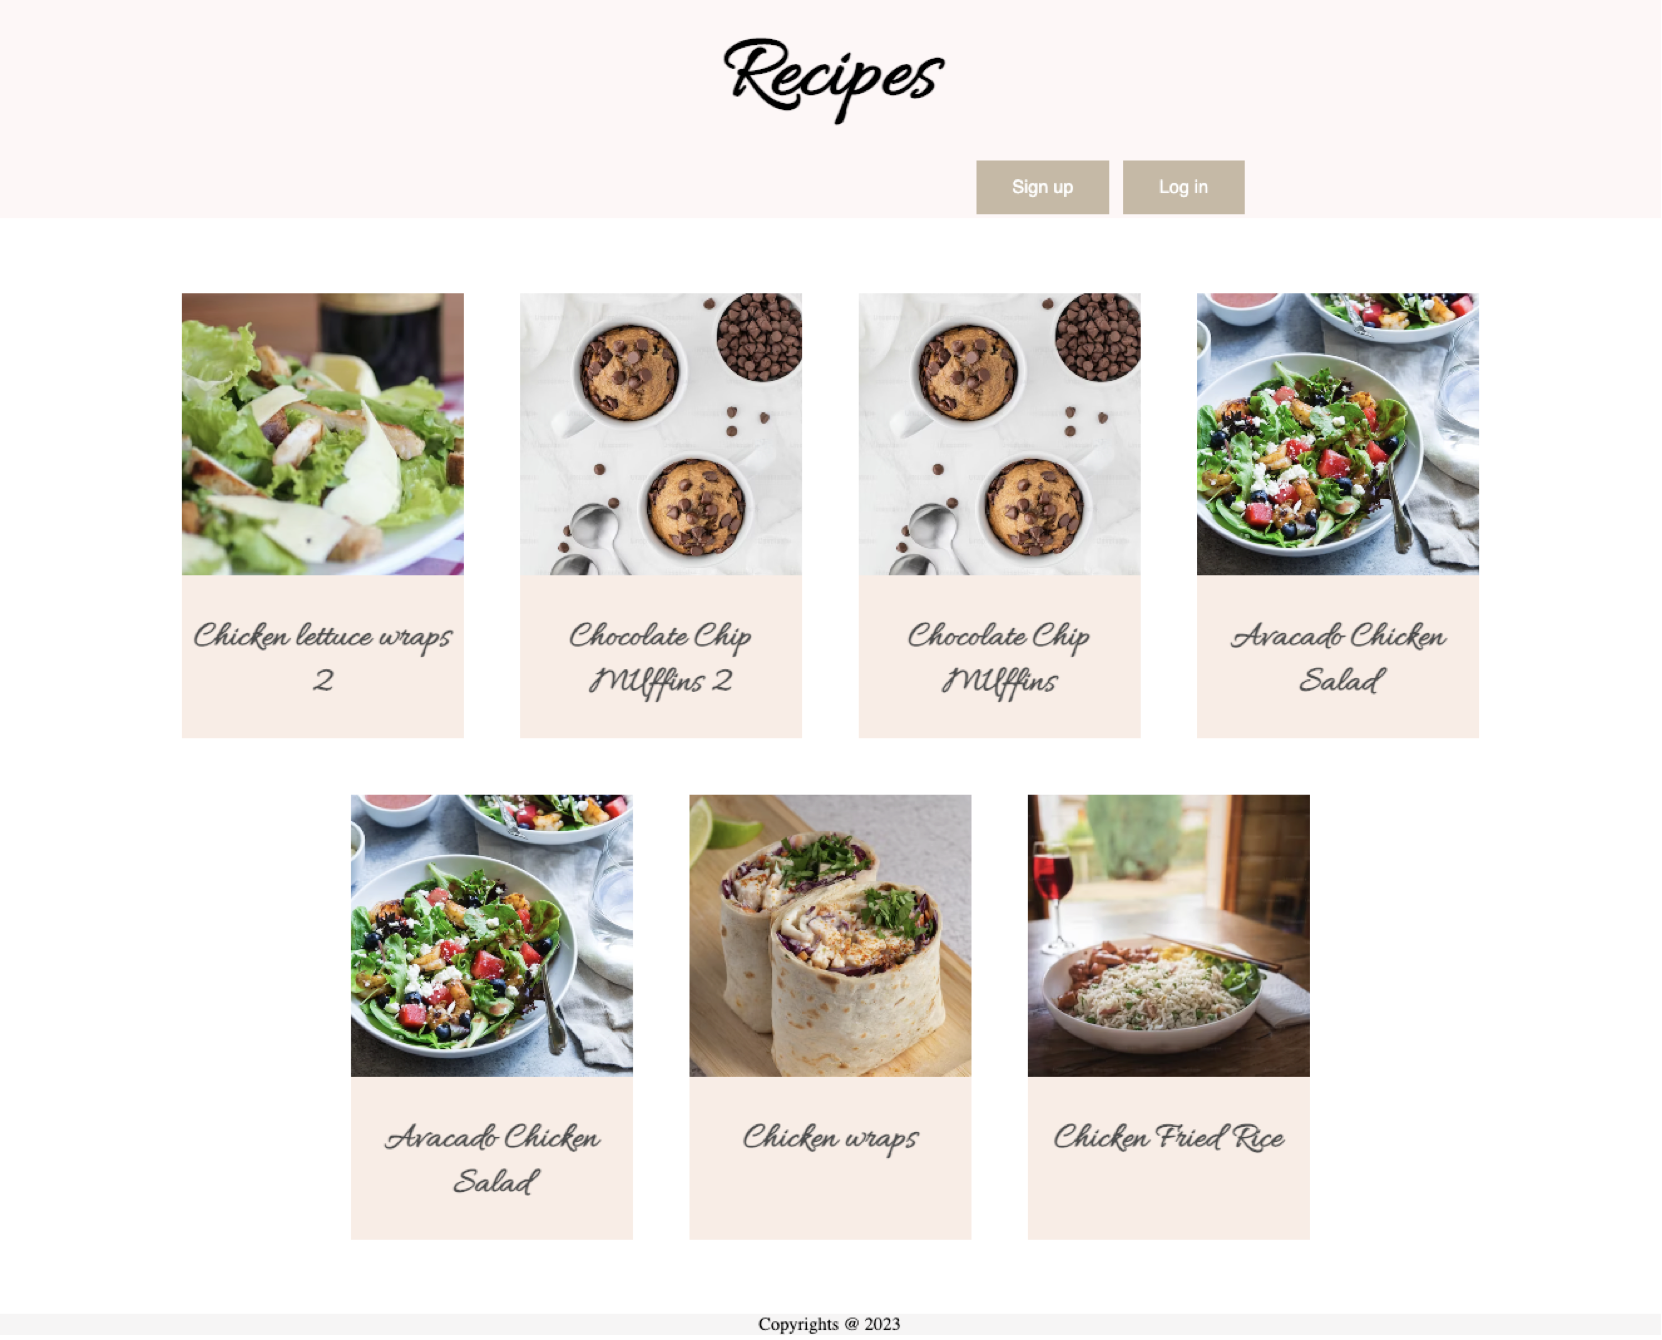 Recipes
Sign up
Log in
Chicken lettuce wraps
2
Chocolate Chip
MUffins 2
Chocolate Chip
MUffins
Avacado Chicken
Salad
Avacado Chicken
Salad
Chicken wraps
Chicken Fried Rice
Copyrights @ 2023